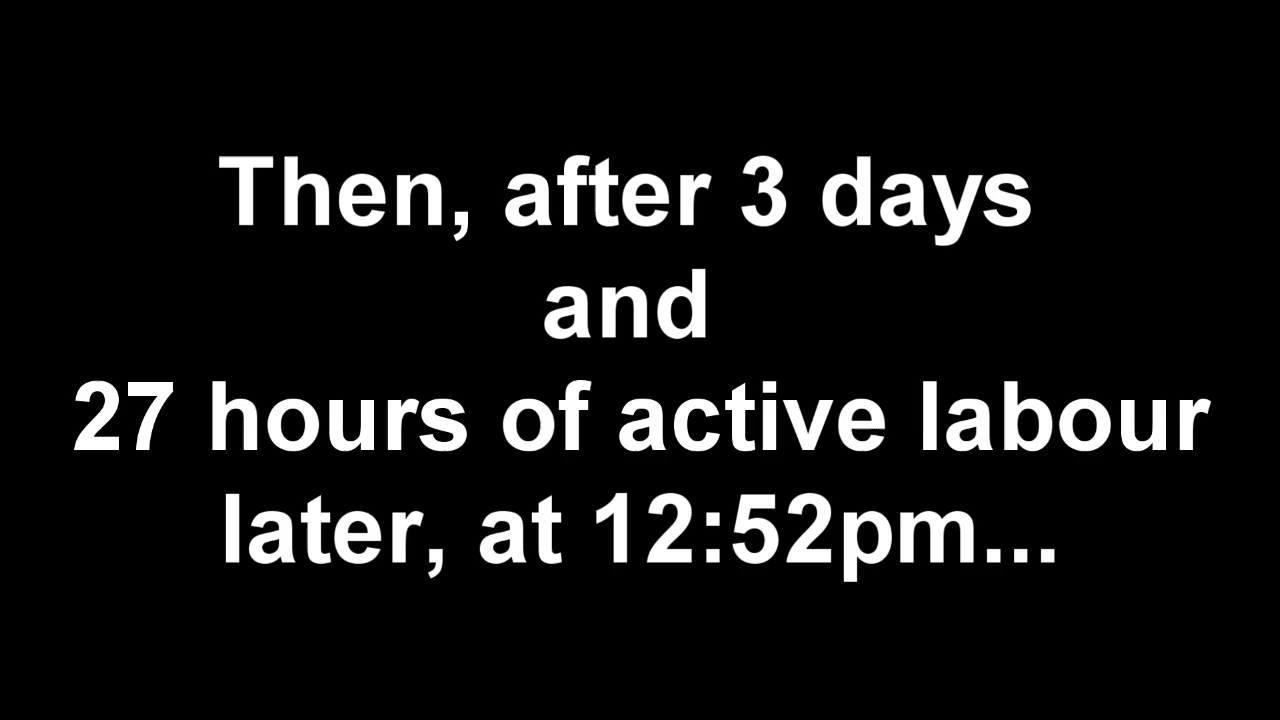 Then, after 3 days
and
27 hours of active labour
later, at 12:52pm...